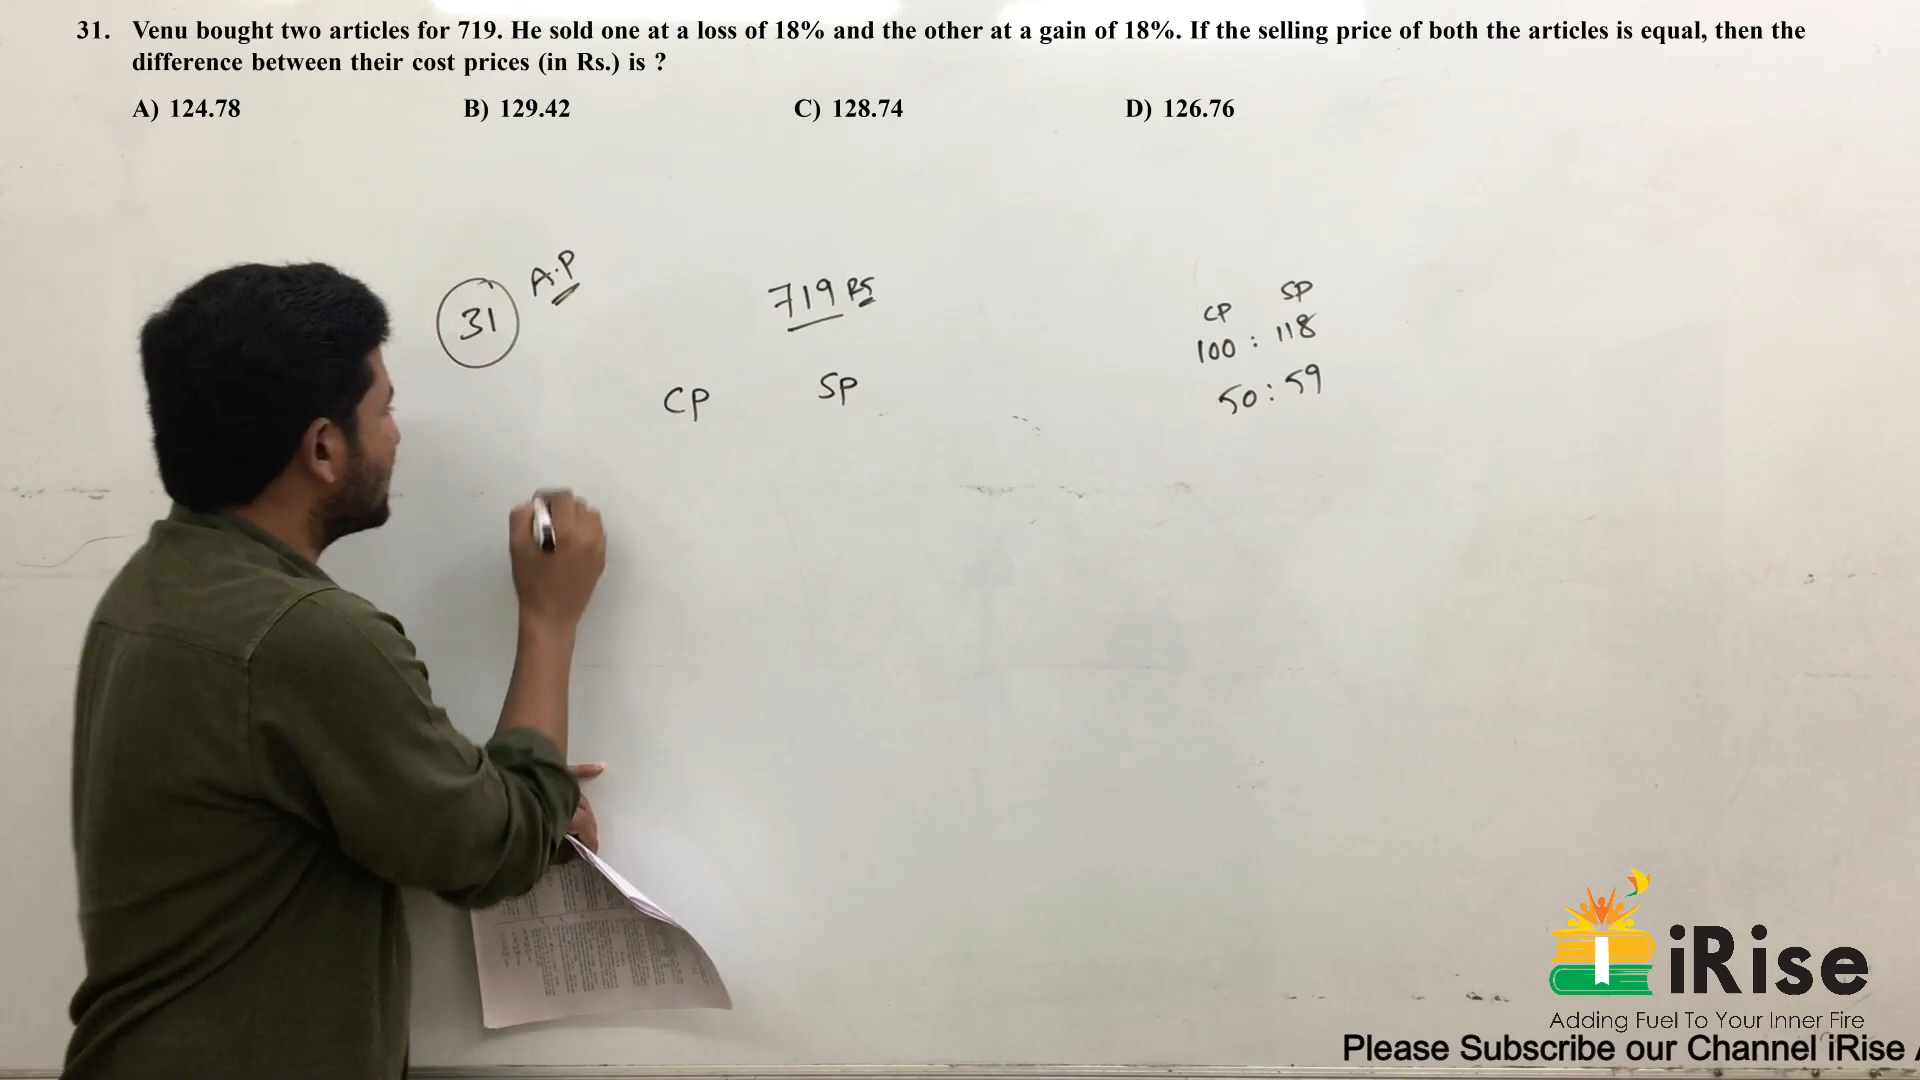 31. Venu bought two articles for 719. He sold one at a loss of 18% and the other at a gain of 18%. If the selling price of both the articles is equal, then the
difference between their cost prices (in Rs.) is ?
A) 124.78 B) 129.42 C) 128.74 D) 126.76
31 A.P
719 Rs
CP SP
CP SP
100 : 118
50 : 59
iRise
Adding Fuel To Your Inner Fire
Please Subscribe our Channel iRise